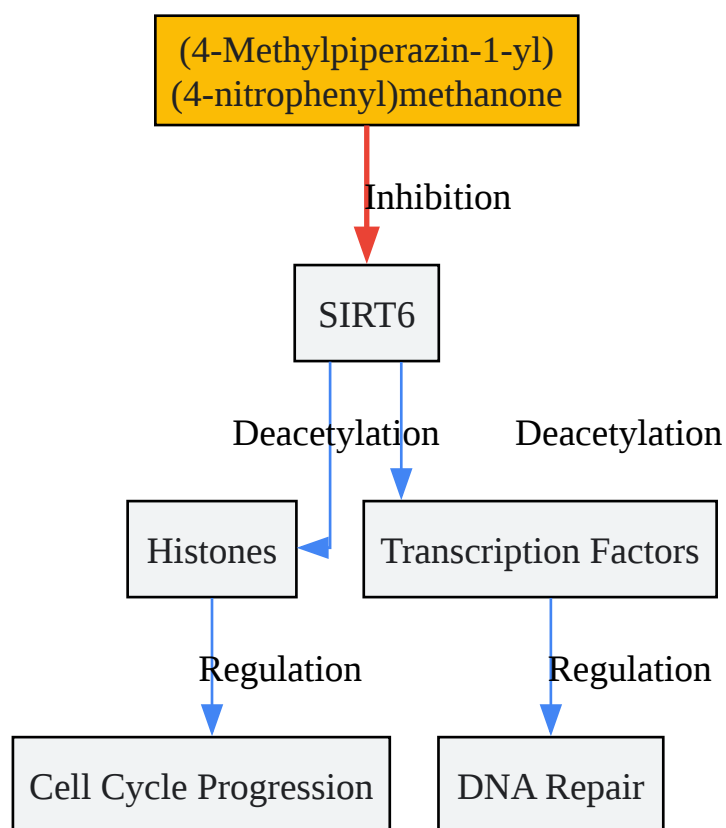 (4-Methylpiperazin-1-yl)
(4-nitrophenyl)methanone
Inhibition
SIRT6
Deacetylation
Deacetylation
Histones
Transcription Factors
Regulation
Regulation
Cell Cycle Progression
DNA Repair